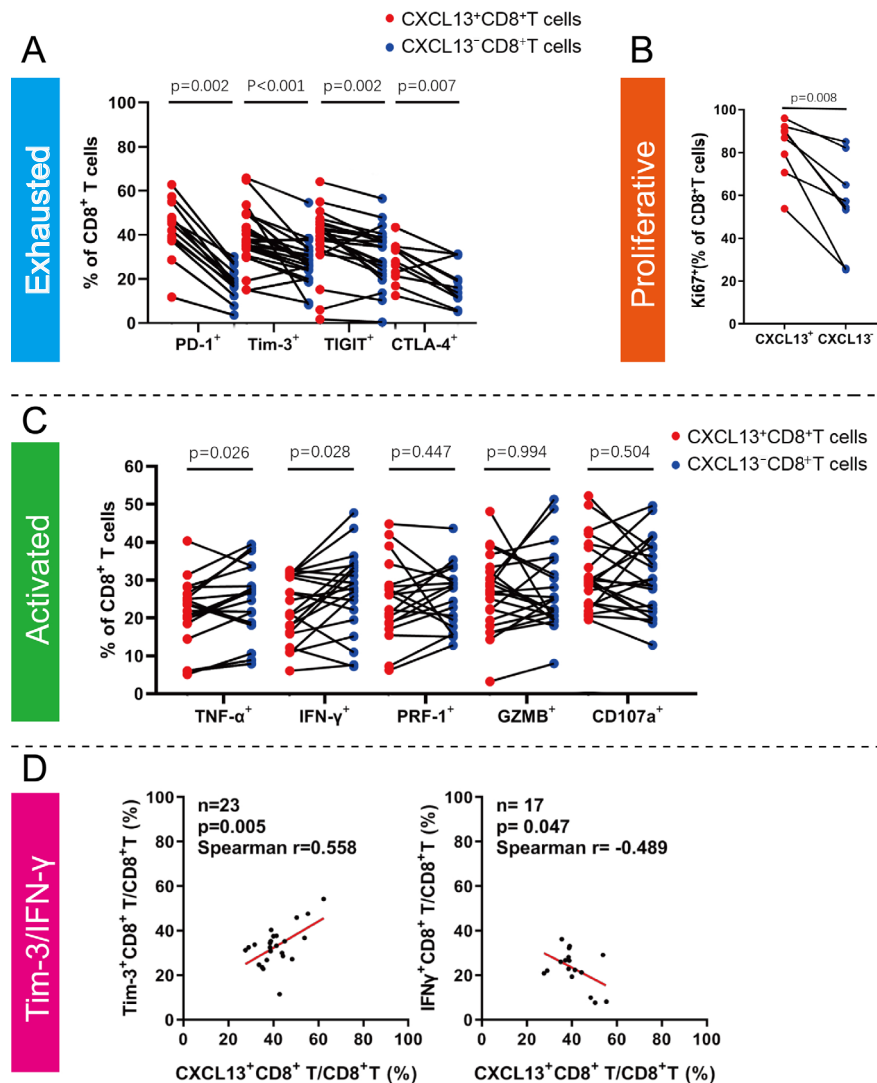 A
CXCL13⁺CD8⁺T cells
CXCL13⁻CD8⁺T cells
B
Exhausted
p=0.002 P<0.001 p=0.002 p=0.007
% of CD8⁺ T cells
100
80
60
40
20
0
PD-1⁺ Tim-3⁺ TIGIT⁺ CTLA-4⁺
Proliferative
p=0.008
Ki67⁺(% of CD8⁺T cells)
100
80
60
40
20
0
CXCL13⁺ CXCL13⁻
C
CXCL13⁺CD8⁺T cells
CXCL13⁻CD8⁺T cells
Activated
p=0.026 p=0.028 p=0.447 p=0.994 p=0.504
% of CD8⁺ T cells
60
50
40
30
20
10
0
TNF-α⁺ IFN-γ⁺ PRF-1⁺ GZMB⁺ CD107a⁺
D
Tim-3/IFN-γ
n=23
p=0.005
Spearman r=0.558
Tim-3⁺CD8⁺ T/CD8⁺T (%)
100
80
60
40
20
0
0 20 40 60 80 100
CXCL13⁺CD8⁺ T/CD8⁺T (%)
n= 17
p= 0.047
Spearman r= -0.489
IFNγ⁺CD8⁺ T/CD8⁺T (%)
100
80
60
40
20
0
0 20 40 60 80 100
CXCL13⁺CD8⁺ T/CD8⁺T (%)